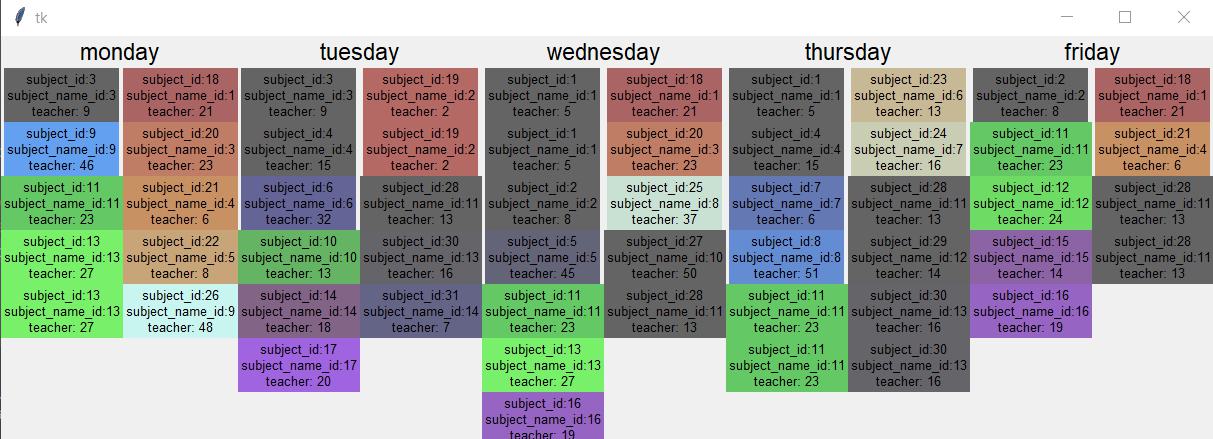 tk
monday
tuesday
wednesday
thursday
friday
subject_id:3
subject_name_id:3
teacher: 9
subject_id:18
subject_name_id:1
teacher: 21
subject_id:3
subject_name_id:3
teacher: 9
subject_id:19
subject_name_id:2
teacher: 2
subject_id:1
subject_name_id:1
teacher: 5
subject_id:18
subject_name_id:1
teacher: 21
subject_id:1
subject_name_id:1
teacher: 5
subject_id:23
subject_name_id:6
teacher: 13
subject_id:2
subject_name_id:2
teacher: 8
subject_id:18
subject_name_id:1
teacher: 21
subject_id:9
subject_name_id:9
teacher: 46
subject_id:20
subject_name_id:3
teacher: 23
subject_id:4
subject_name_id:4
teacher: 15
subject_id:19
subject_name_id:2
teacher: 2
subject_id:1
subject_name_id:1
teacher: 5
subject_id:20
subject_name_id:3
teacher: 23
subject_id:4
subject_name_id:4
teacher: 15
subject_id:24
subject_name_id:7
teacher: 16
subject_id:11
subject_name_id:11
teacher: 23
subject_id:21
subject_name_id:4
teacher: 6
subject_id:11
subject_name_id:11
teacher: 23
subject_id:21
subject_name_id:4
teacher: 6
subject_id:6
subject_name_id:6
teacher: 32
subject_id:28
subject_name_id:11
teacher: 13
subject_id:2
subject_name_id:2
teacher: 8
subject_id:25
subject_name_id:8
teacher: 37
subject_id:7
subject_name_id:7
teacher: 6
subject_id:28
subject_name_id:11
teacher: 13
subject_id:12
subject_name_id:12
teacher: 24
subject_id:28
subject_name_id:11
teacher: 13
subject_id:13
subject_name_id:13
teacher: 27
subject_id:22
subject_name_id:5
teacher: 8
subject_id:10
subject_name_id:10
teacher: 13
subject_id:30
subject_name_id:13
teacher: 16
subject_id:5
subject_name_id:5
teacher: 45
subject_id:27
subject_name_id:10
teacher: 50
subject_id:8
subject_name_id:8
teacher: 51
subject_id:29
subject_name_id:12
teacher: 14
subject_id:15
subject_name_id:15
teacher: 14
subject_id:28
subject_name_id:11
teacher: 13
subject_id:13
subject_name_id:13
teacher: 27
subject_id:26
subject_name_id:9
teacher: 48
subject_id:14
subject_name_id:14
teacher: 18
subject_id:31
subject_name_id:14
teacher: 7
subject_id:11
subject_name_id:11
teacher: 23
subject_id:28
subject_name_id:11
teacher: 13
subject_id:11
subject_name_id:11
teacher: 23
subject_id:30
subject_name_id:13
teacher: 16
subject_id:16
subject_name_id:16
teacher: 19
subject_id:17
subject_name_id:17
teacher: 20
subject_id:13
subject_name_id:13
teacher: 27
subject_id:11
subject_name_id:11
teacher: 23
subject_id:30
subject_name_id:13
teacher: 16
subject_id:16
subject_name_id:16
teacher: 19